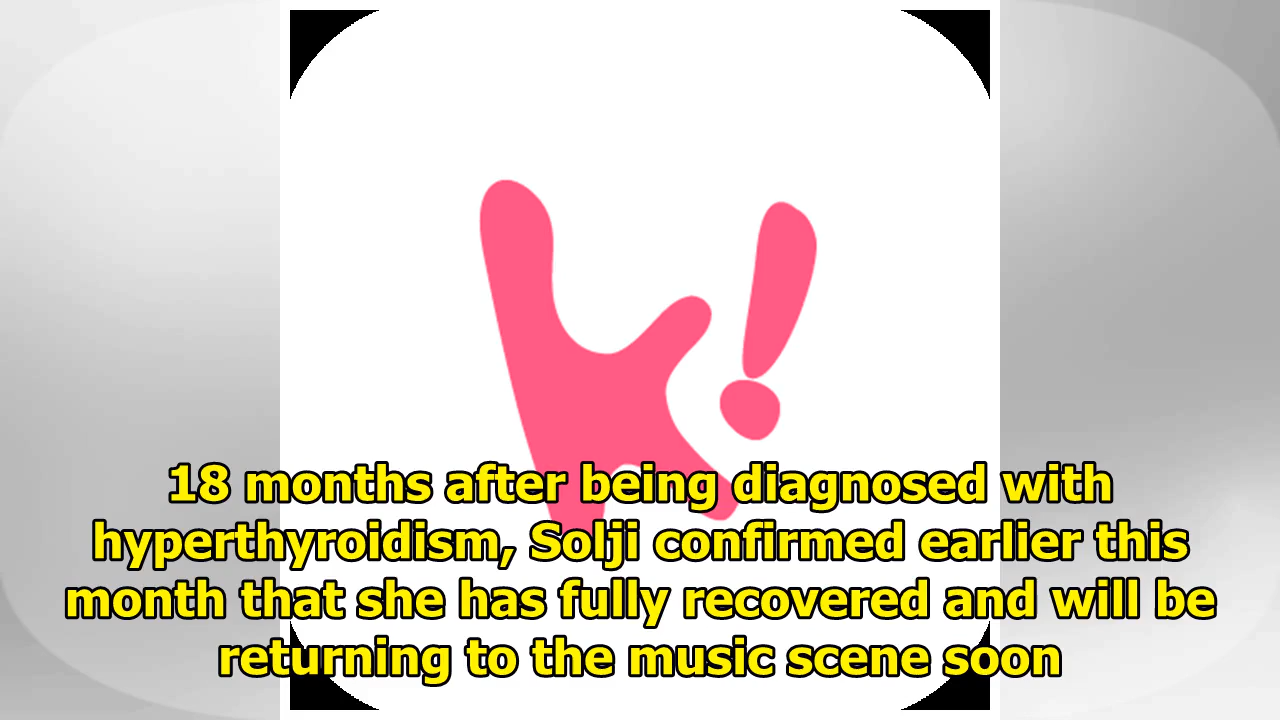 k!
18 months after being diagnosed with
hyperthyroidism, Solji confirmed earlier this
month that she has fully recovered and will be
returning to the music scene soon